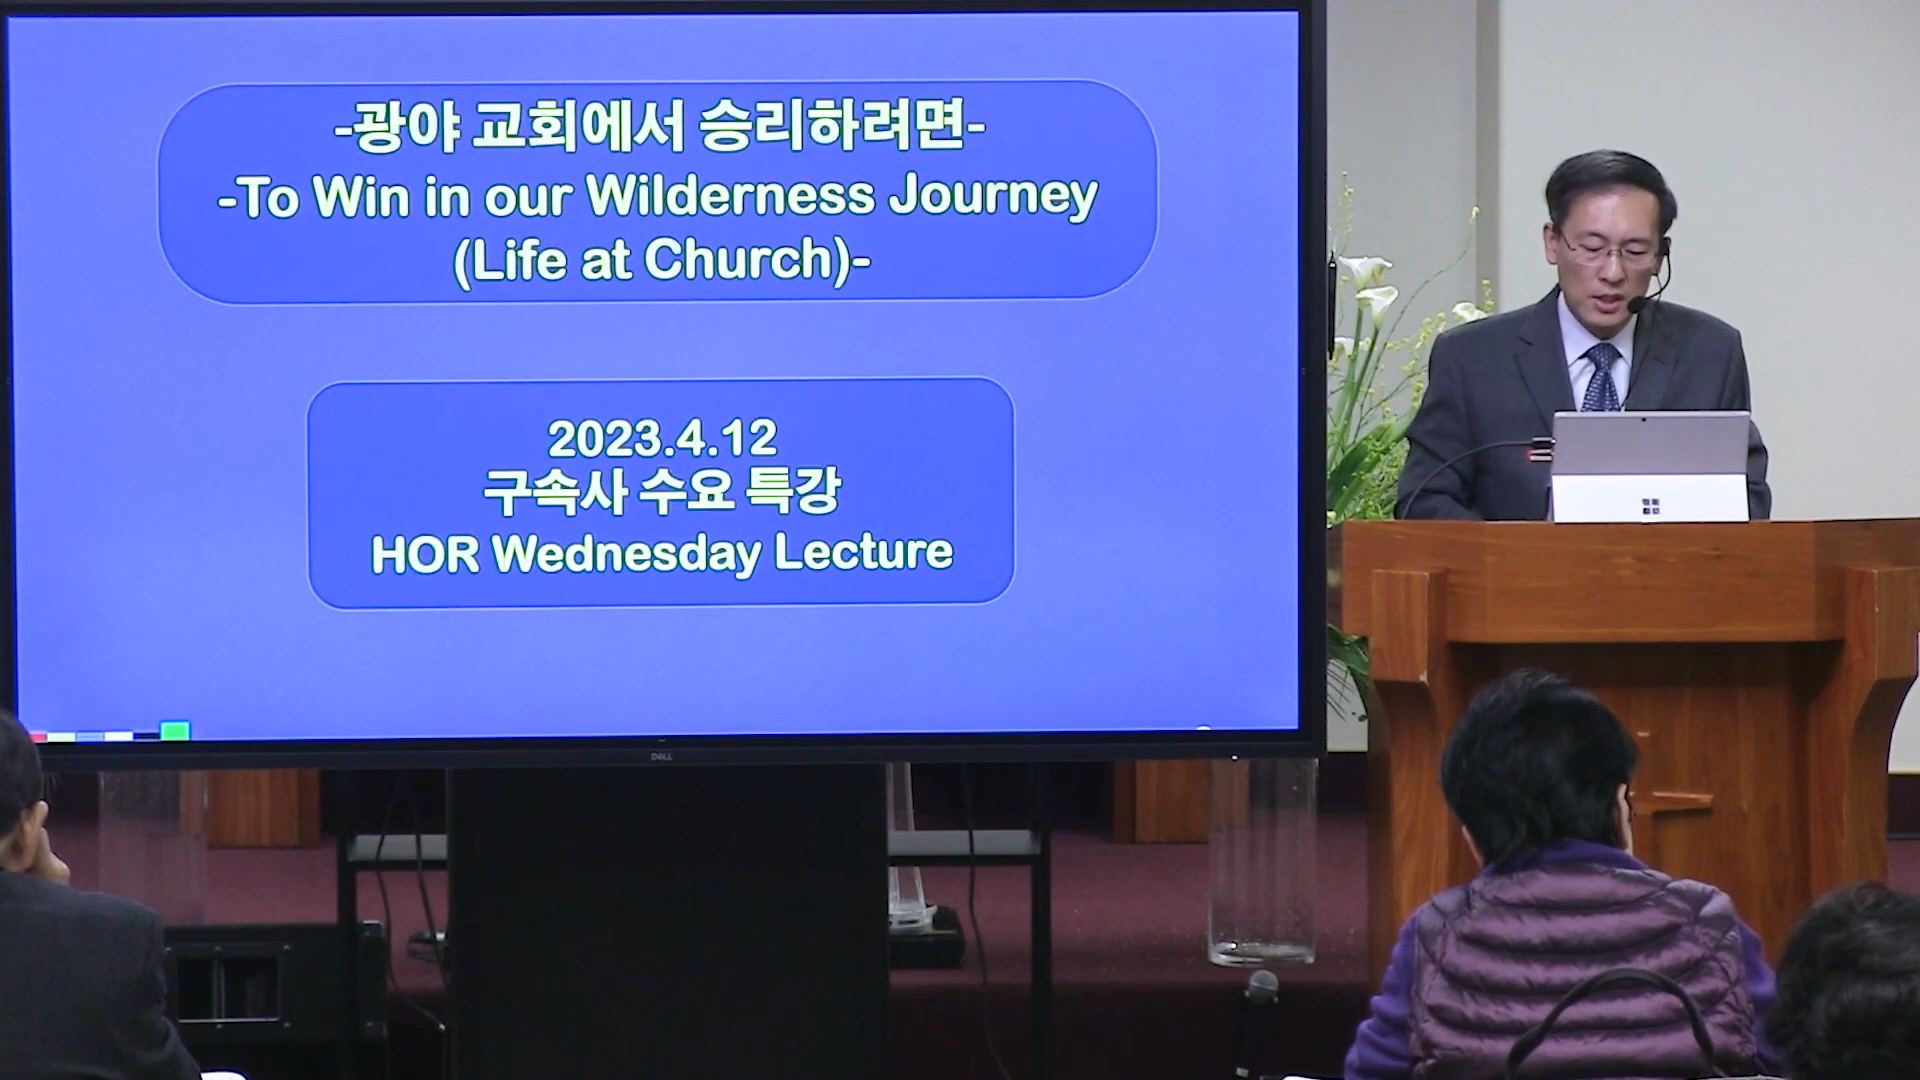 -광야 교회에서 승리하려면-
-To Win in our Wilderness Journey
(Life at Church)-
2023.4.12
구속사 수요 특강
HOR Wednesday Lecture
DELL